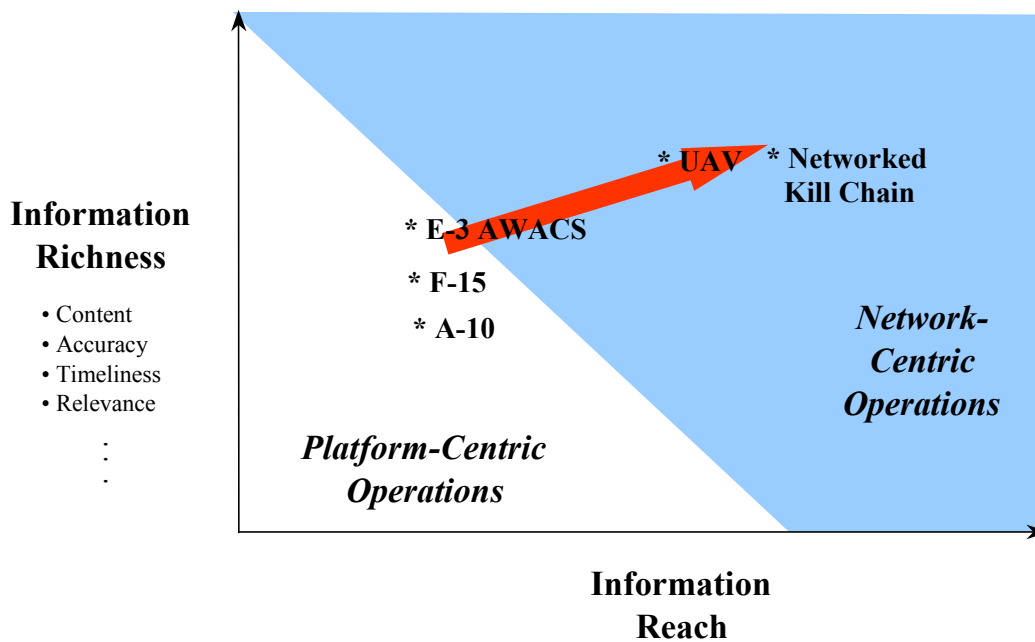 * UAV
* Networked
Kill Chain
Information
Richness
* E-3 AWACS
* F-15
* A-10
• Content
• Accuracy
• Timeliness
• Relevance
.
.
.
Network-
Centric
Operations
Platform-Centric
Operations
Information
Reach